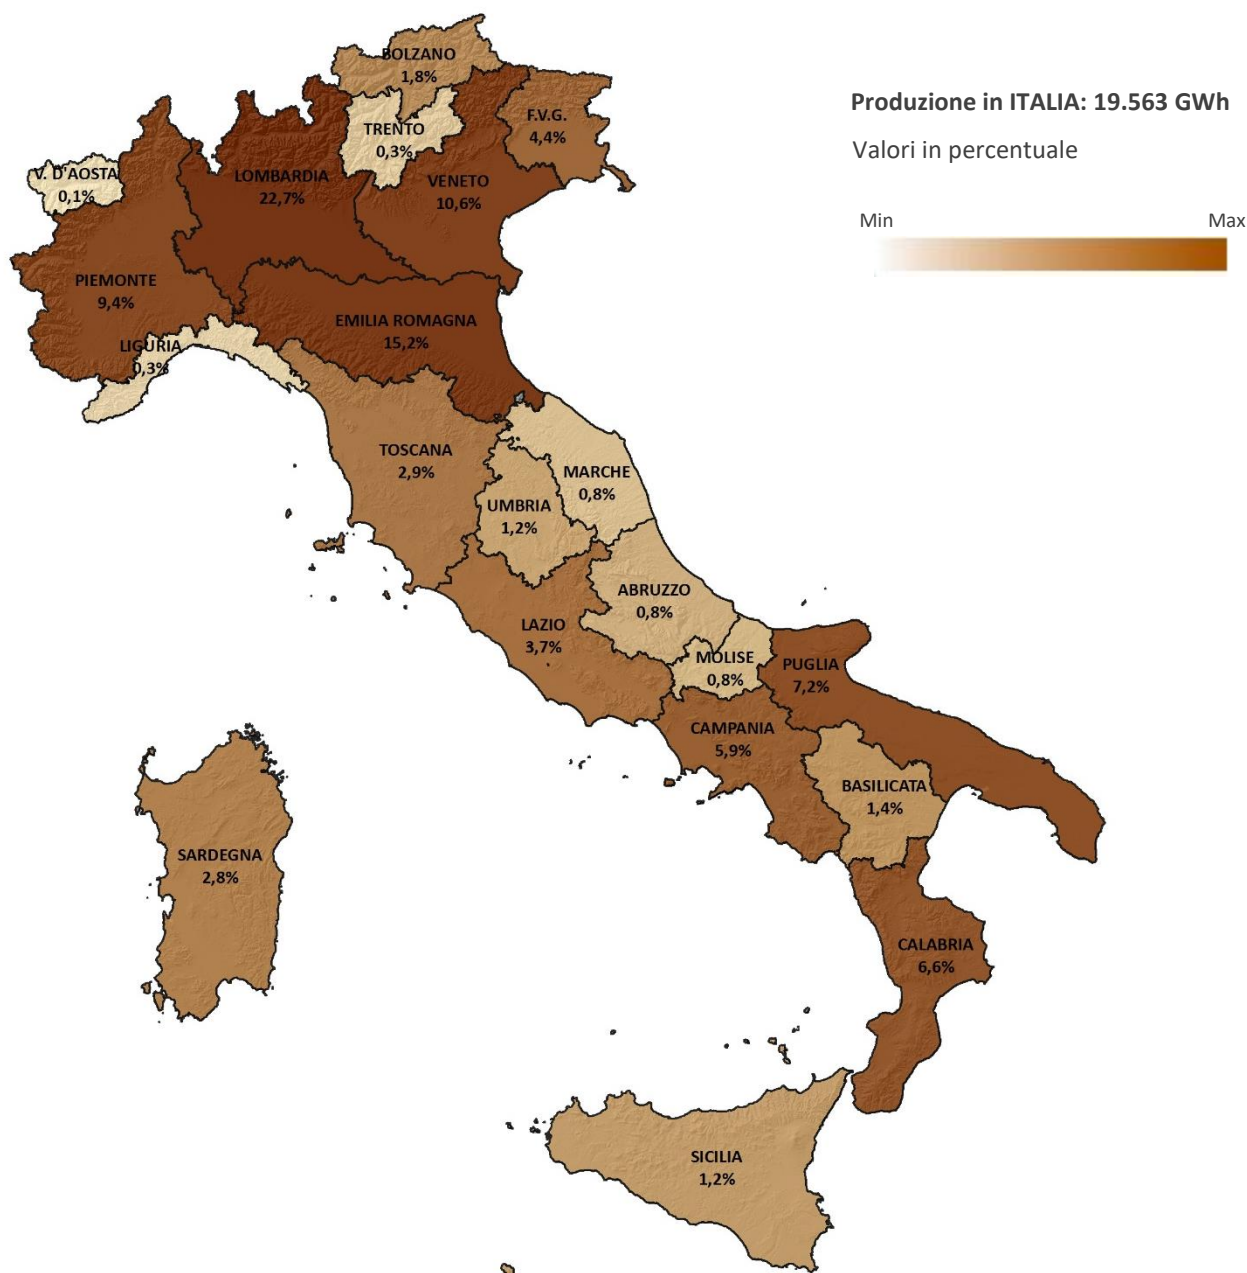 Produzione in ITALIA: 19.563 GWh
Valori in percentuale
Min
Max
BOLZANO
1,8%
TRENTO
0,3%
F.V.G.
4,4%
V. D'AOSTA
0,1%
LOMBARDIA
22,7%
VENETO
10,6%
PIEMONTE
9,4%
EMILIA ROMAGNA
15,2%
LIGURIA
0,3%
TOSCANA
2,9%
MARCHE
0,8%
UMBRIA
1,2%
ABRUZZO
0,8%
LAZIO
3,7%
MOLISE
0,8%
PUGLIA
7,2%
CAMPANIA
5,9%
BASILICATA
1,4%
SARDEGNA
2,8%
CALABRIA
6,6%
SICILIA
1,2%